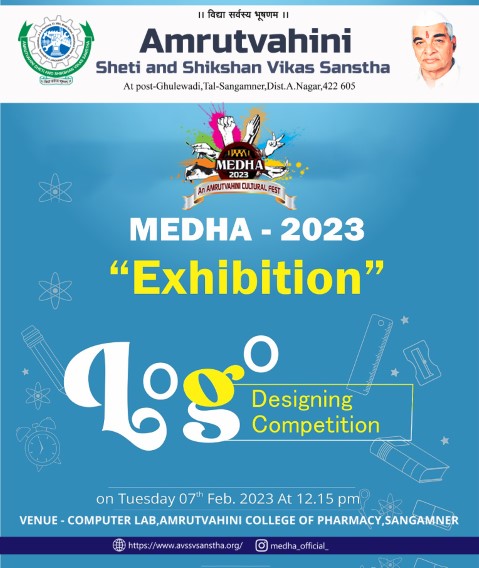 ।। विद्या सर्वस्य भूषणम ।।
Amrutvahini
Sheti and Shikshan Vikas Sanstha
At post-Ghulewadi,Tal-Sangamner,Dist.A.Nagar,422 605
MEDHA
2023
An AMRUTVAHINI CULTURAL FEST
MEDHA - 2023
“Exhibition”
Logo
Designing
Competition
on Tuesday 07th Feb. 2023 At 12.15 pm
VENUE - COMPUTER LAB,AMRUTVAHINI COLLEGE OF PHARMACY,SANGAMNER
https://www.avssvsanstha.org/ medha_official_